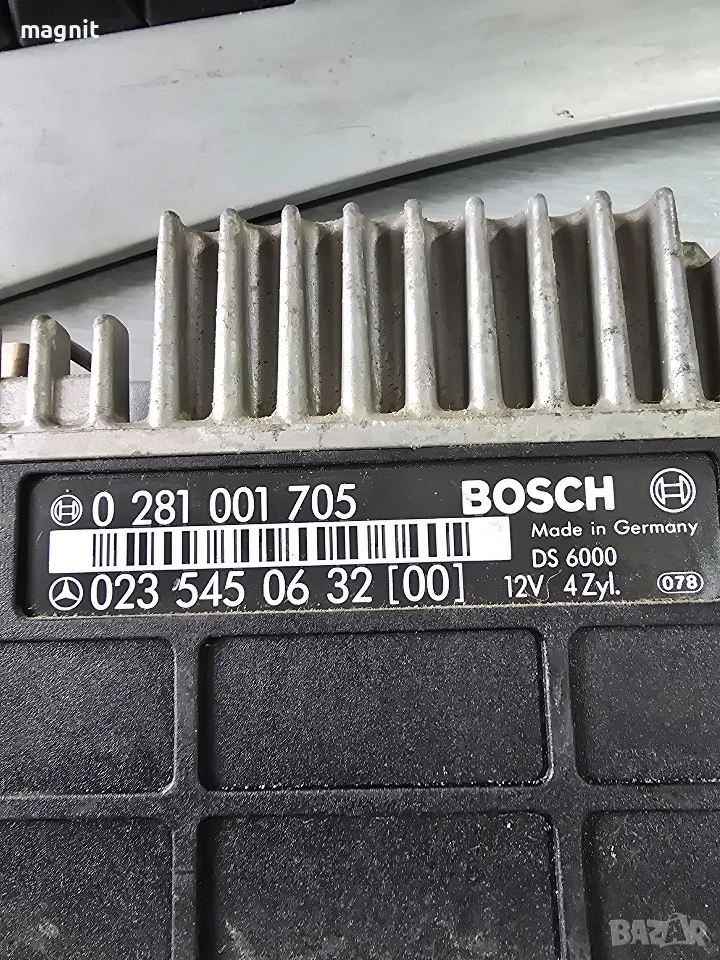 magnit
0 281 001 705
BOSCH
Made in Germany
DS 6000
023 545 06 32 [00]
12V 4 Zyl.
078
BAZAR